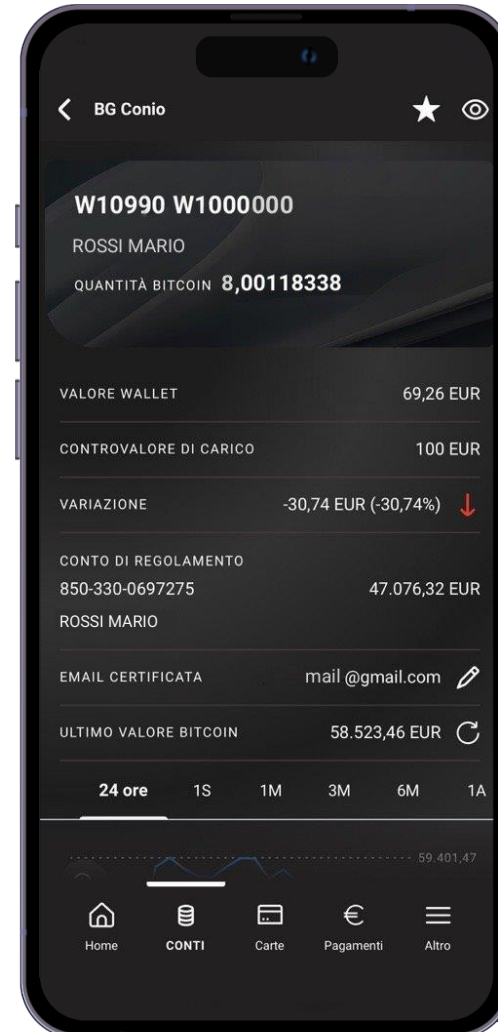 BG Conio
W10990 W1000000
ROSSI MARIO
QUANTITÀ BITCOIN 8,00118338
VALORE WALLET 69,26 EUR
CONTROVALORE DI CARICO 100 EUR
VARIAZIONE -30,74 EUR (-30,74%)
CONTO DI REGOLAMENTO
850-330-0697275 47.076,32 EUR
ROSSI MARIO
EMAIL CERTIFICATA mail @gmail.com
ULTIMO VALORE BITCOIN 58.523,46 EUR
24 ore 1S 1M 3M 6M 1A
59.401,47
Home CONTI Carte Pagamenti Altro